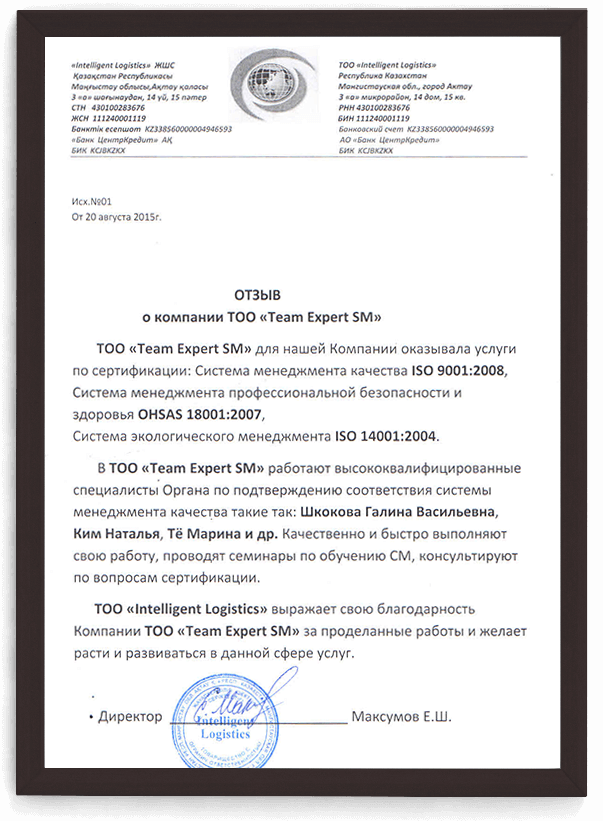 «Intelligent Logistics» ЖШС
Қазақстан Республикасы
Маңғыстау облысы,Ақтау қаласы
3 «а» шағынаудан, 14 үй, 15 пәтер
СТН 430100283676
ЖСН 111240001119
Банктік есепшот KZ338560000004946593
«Банк ЦентрКредит» АҚ
БИК KCJBKZKX
ТОО «Intelligent Logistics»
Республика Казахстан
Мангистауская обл., город Актау
3 «а» микрорайон, 14 дом, 15 кв.
РНН 430100283676
БИН 111240001119
Банковский счет KZ338560000004946593
АО «Банк ЦентрКредит»
БИК KCJBKZKX
Исх.№01
От 20 августа 2015г.
ОТЗЫВ
о компании ТОО «Team Expert SM»
ТОО «Team Expert SM» для нашей Компании оказывала услуги
по сертификации: Система менеджмента качества ISO 9001:2008,
Система менеджмента профессиональной безопасности и
здоровья OHSAS 18001:2007,
Система экологического менеджмента ISO 14001:2004.
В ТОО «Team Expert SM» работают высококвалифицированные
специалисты Органа по подтверждению соответствия системы
менеджмента качества такие так: Шкокова Галина Васильевна,
Ким Наталья, Тё Марина и др. Качественно и быстро выполняют
свою работу, проводят семинары по обучению СМ, консультируют
по вопросам сертификации.
ТОО «Intelligent Logistics» выражает свою благодарность
Компании ТОО «Team Expert SM» за проделанные работы и желает
расти и развиваться в данной сфере услуг.
Директор Максумов Е.Ш.
Intelligent
Logistics